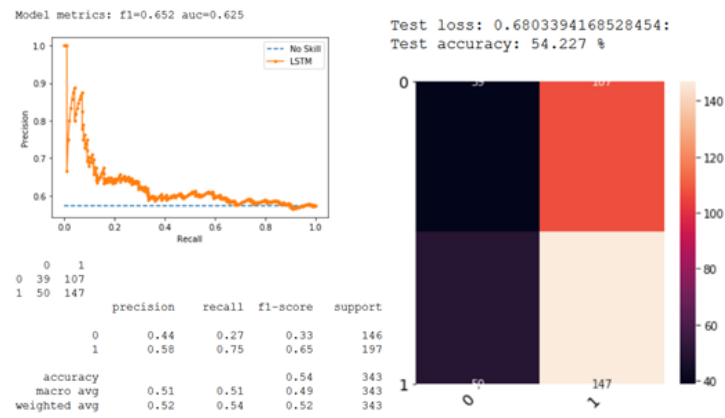 Model metrics: f1=0.652 auc=0.625
No Skill
LSTM
1.0
0.9
0.8
0.7
0.6
Precision
0.0 0.2 0.4 0.6 0.8 1.0
Recall
0 1
0 39 107
1 50 147
precision recall f1-score support
0 0.44 0.27 0.33 146
1 0.58 0.75 0.65 197
accuracy 0.54 343
macro avg 0.51 0.51 0.49 343
weighted avg 0.52 0.54 0.52 343
Test loss: 0.6803394168528454:
Test accuracy: 54.227 %
0 39 107
1 50 147
0 1
140
120
100
80
60
40